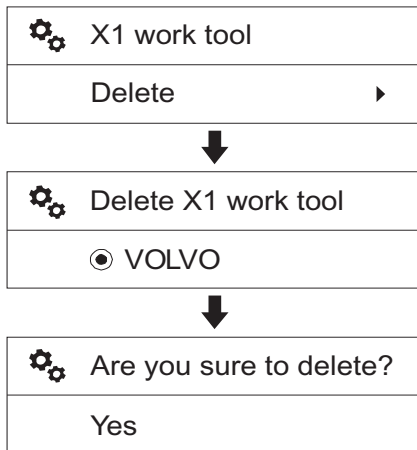 X1 work tool
Delete
Delete X1 work tool
VOLVO
Are you sure to delete?
Yes